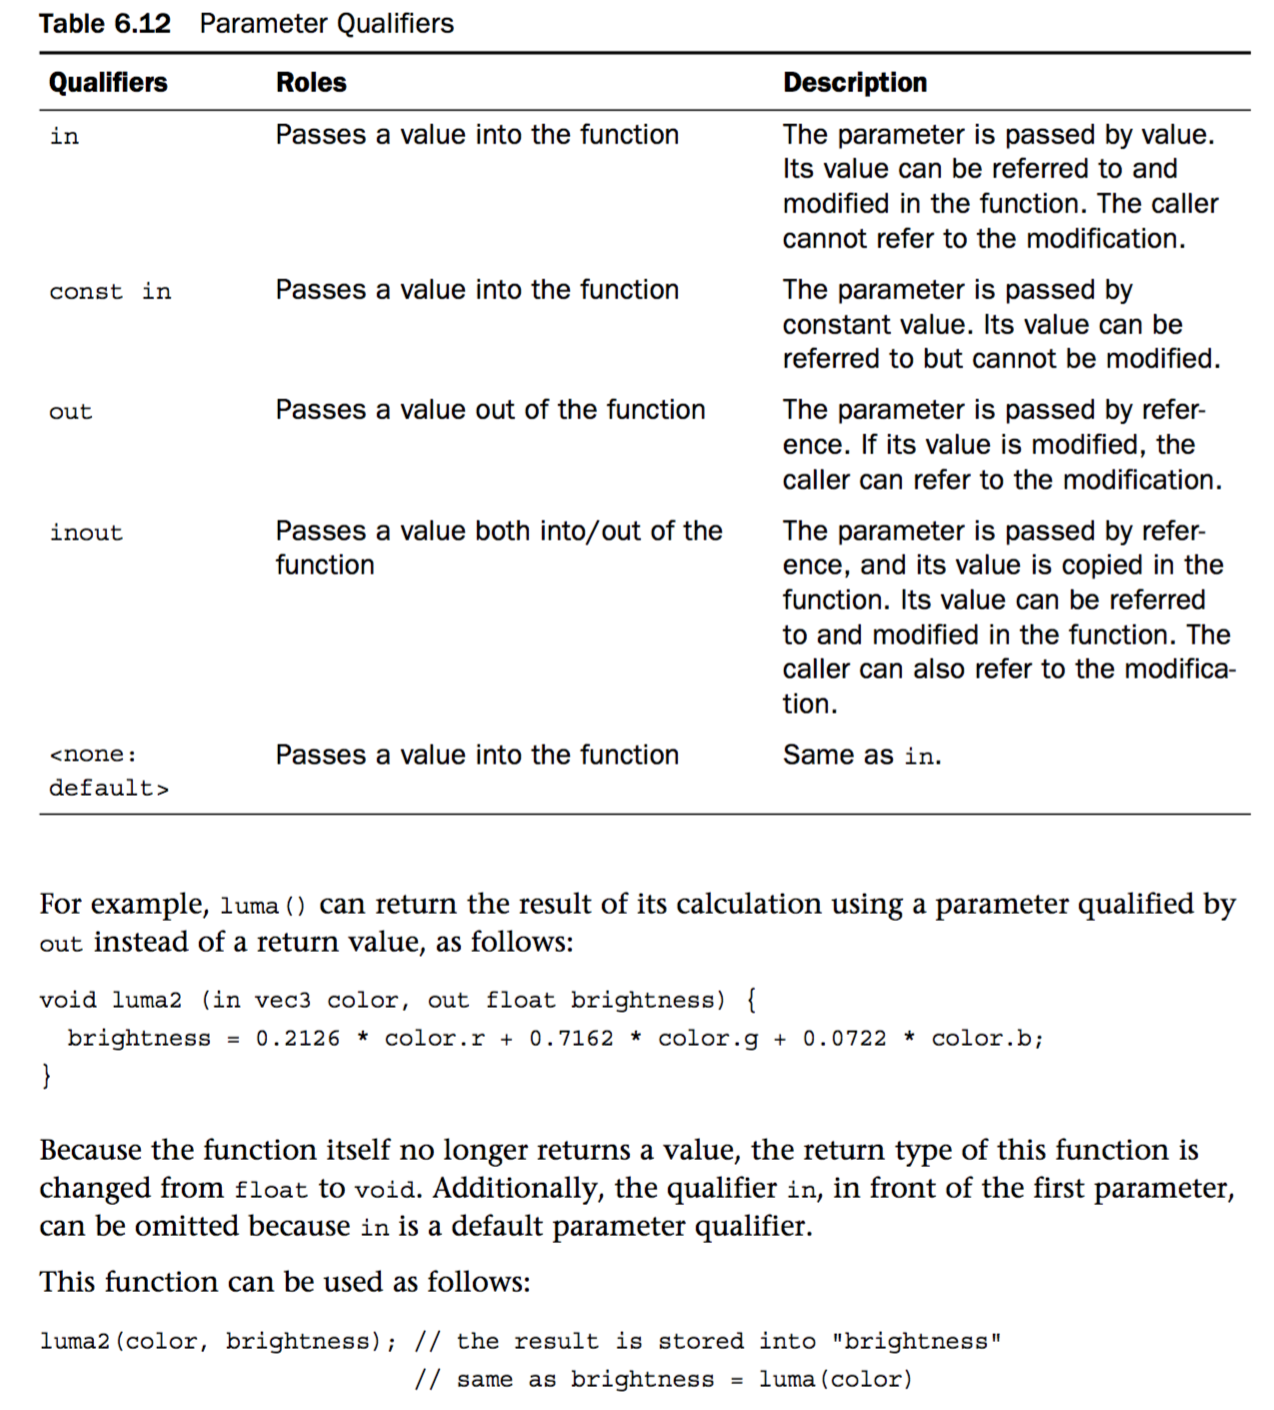 Table 6.12 Parameter Qualifiers
Qualifiers Roles Description
in Passes a value into the function The parameter is passed by value.
Its value can be referred to and
modified in the function. The caller
cannot refer to the modification.
const in Passes a value into the function The parameter is passed by
constant value. Its value can be
referred to but cannot be modified.
out Passes a value out of the function The parameter is passed by refer-
ence. If its value is modified, the
caller can refer to the modification.
inout Passes a value both into/out of the The parameter is passed by refer-
function ence, and its value is copied in the
function. Its value can be referred
to and modified in the function. The
caller can also refer to the modifica-
tion.
<none: Passes a value into the function Same as in.
default>
For example, luma() can return the result of its calculation using a parameter qualified by
out instead of a return value, as follows:
void luma2 (in vec3 color, out float brightness) {
brightness = 0.2126 * color.r + 0.7162 * color.g + 0.0722 * color.b;
}
Because the function itself no longer returns a value, the return type of this function is
changed from float to void. Additionally, the qualifier in, in front of the first parameter,
can be omitted because in is a default parameter qualifier.
This function can be used as follows:
luma2(color, brightness); // the result is stored into "brightness"
// same as brightness = luma(color)